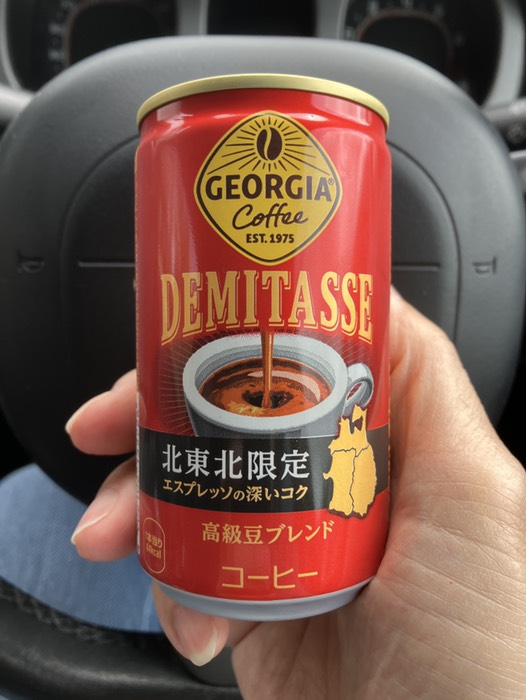 GEORGIA®
Coffee
EST. 1975
DEMITASSE
北東北限定
エスプレッソの深いコク
高級豆ブレンド
コーヒー